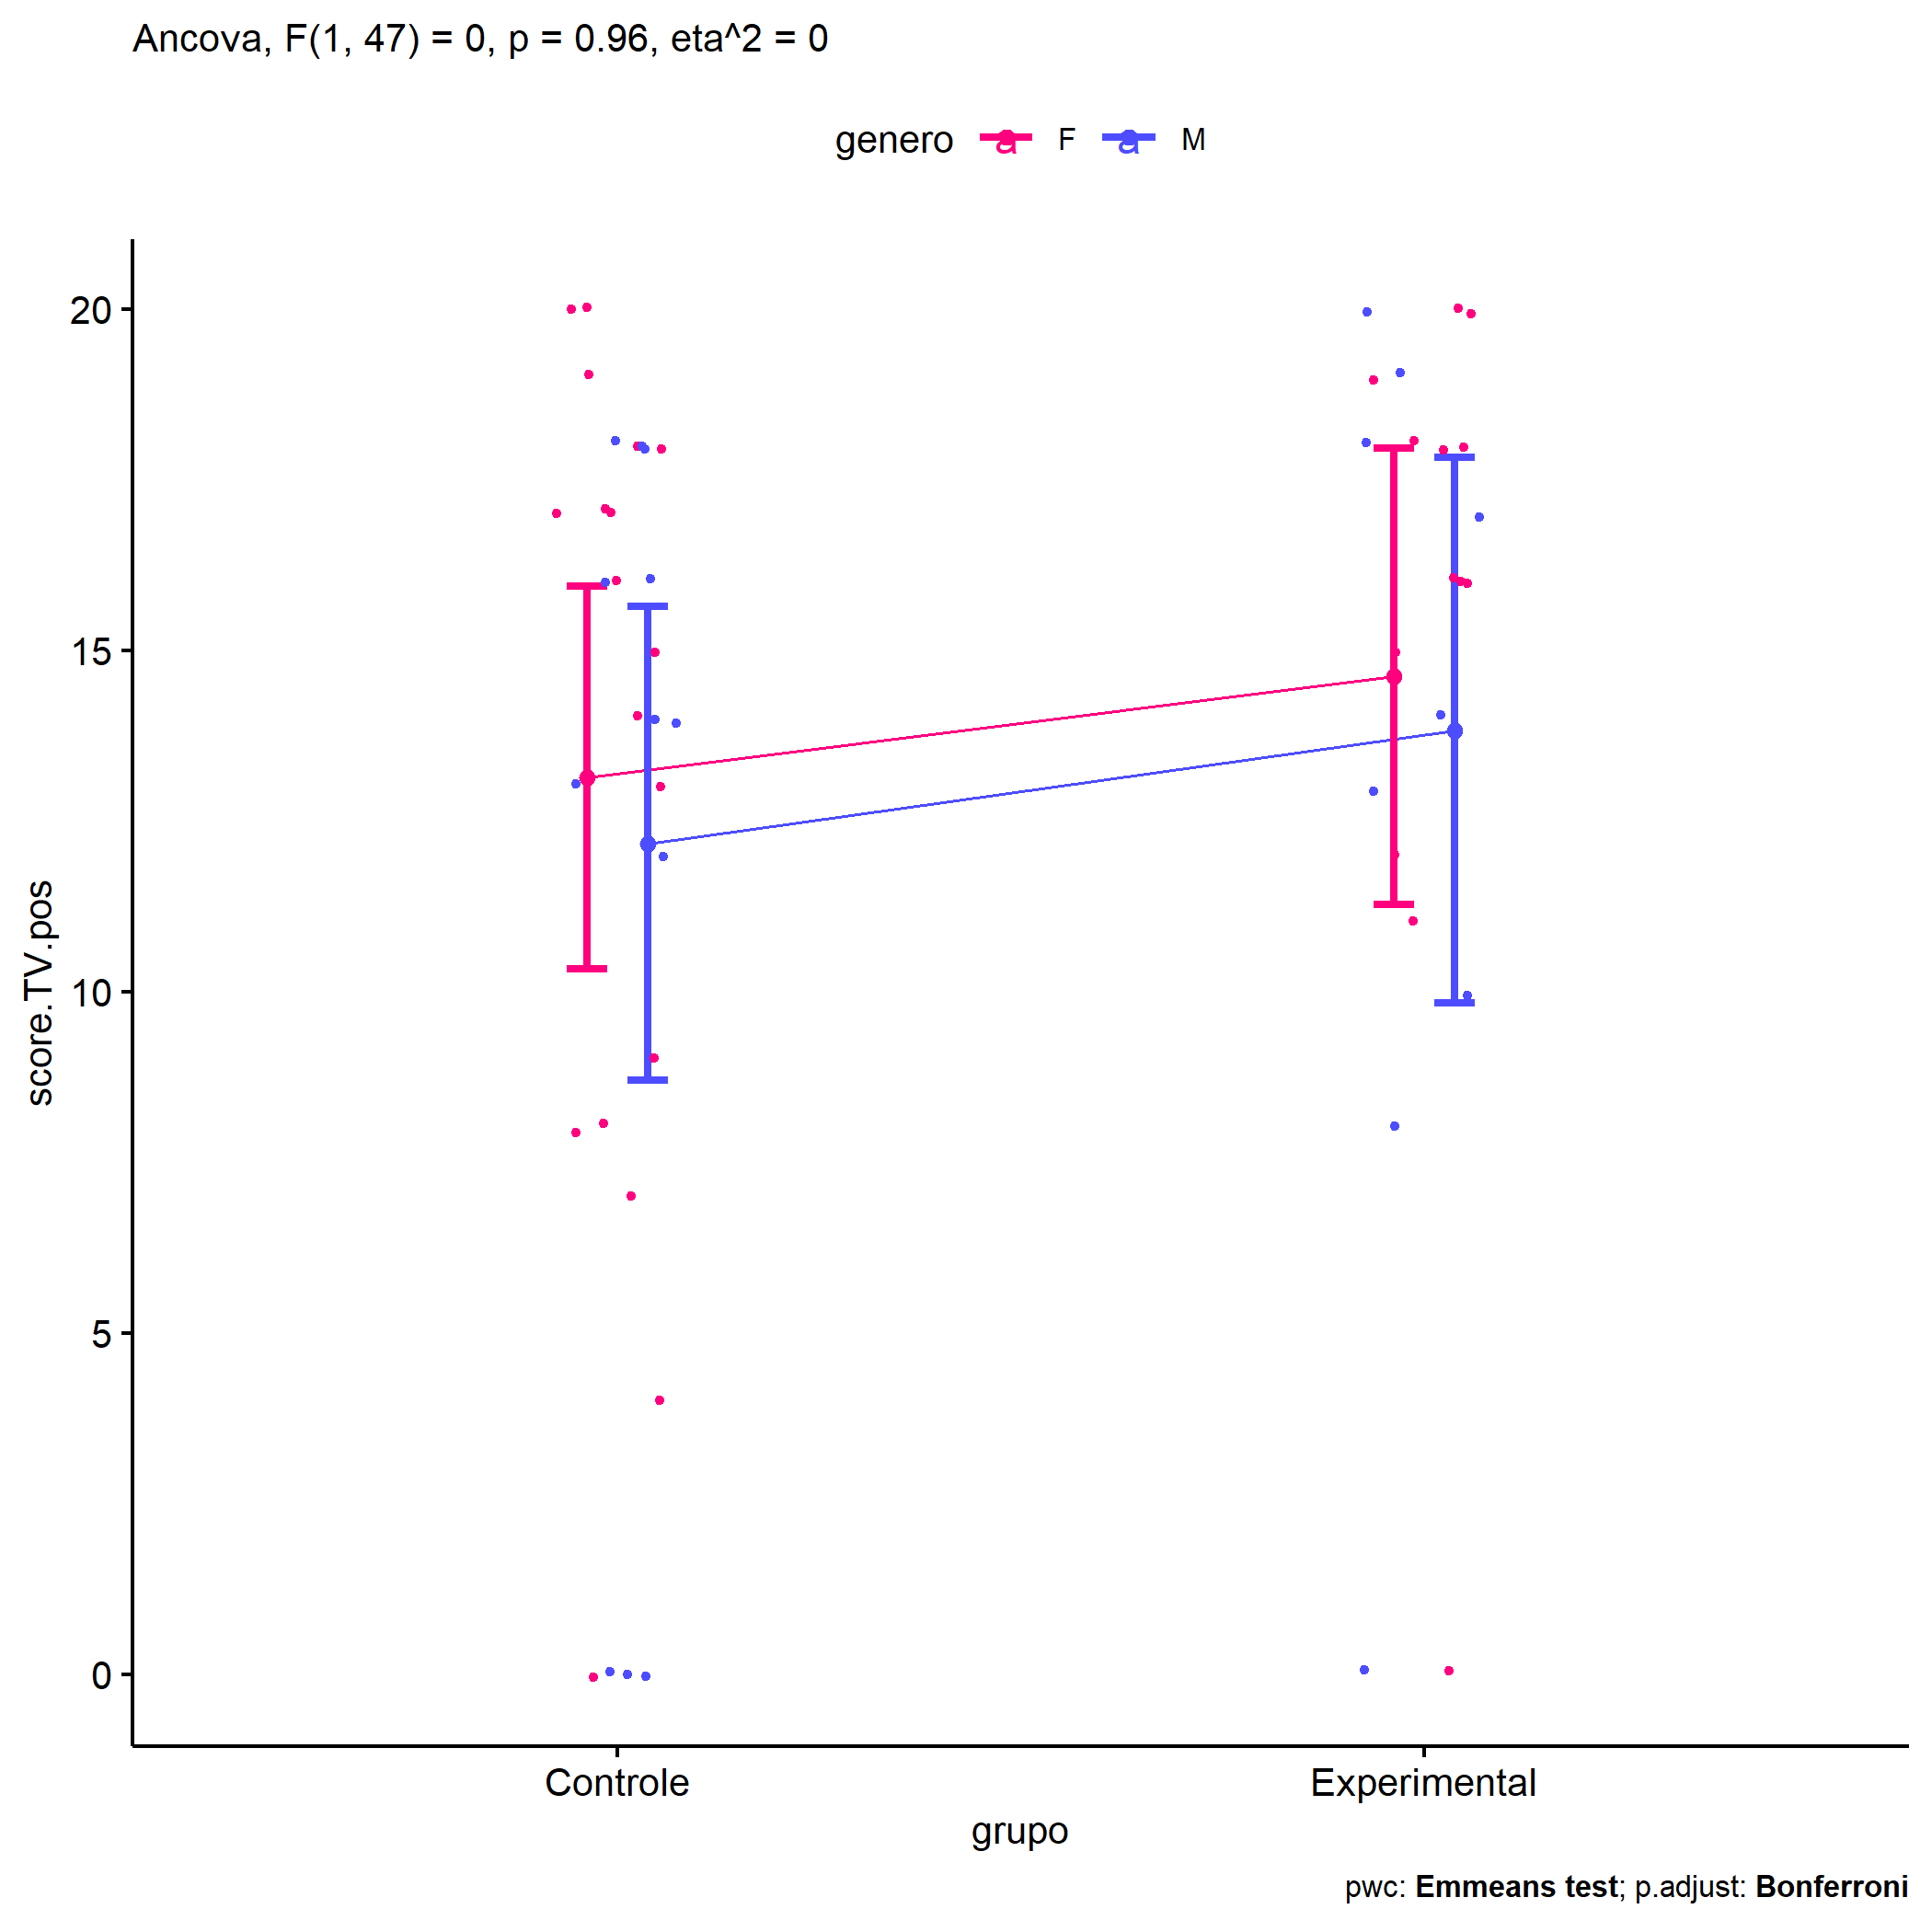 Ancova, F(1, 47) = 0, p = 0.96, eta^2 = 0
genero a F a M
20
15
10
5
0
score.TV.pos
Controle Experimental
grupo
pwc: Emmeans test; p.adjust: Bonferroni